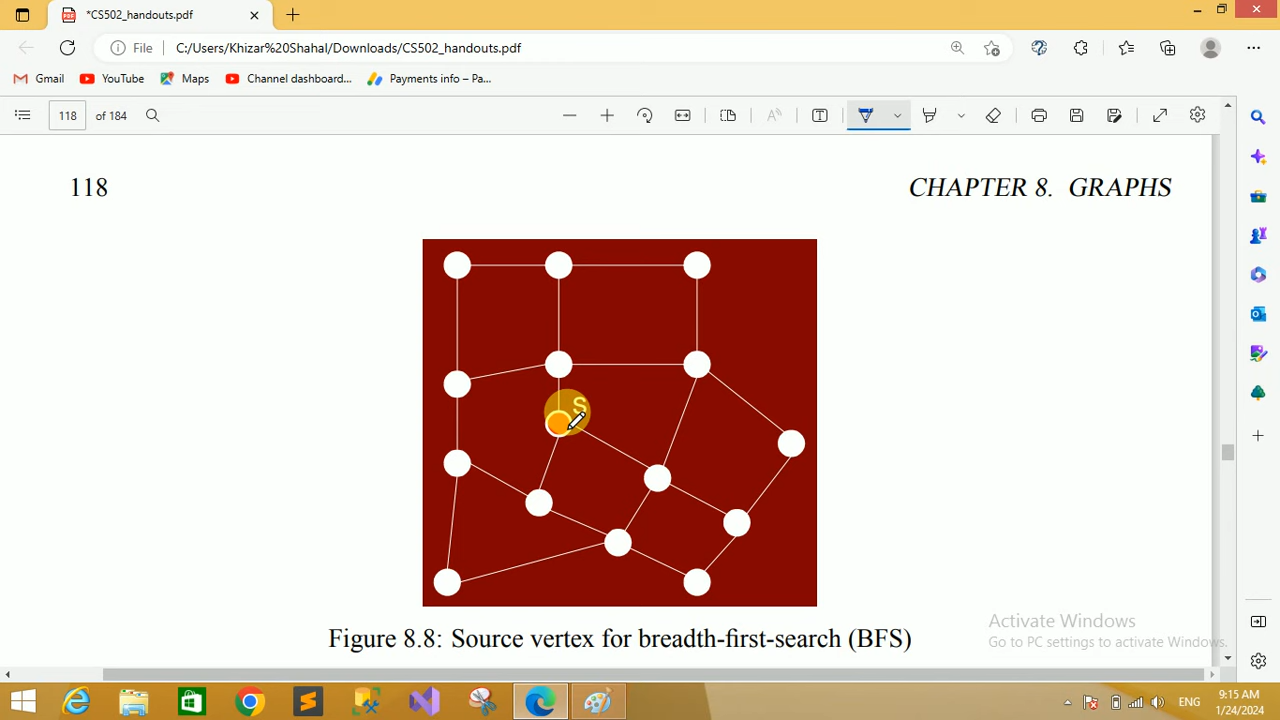 *CS502_handouts.pdf
File C:/Users/Khizar%20Shahal/Downloads/CS502_handouts.pdf
Gmail YouTube Maps Channel dashboard... Payments info – Pa...
118 of 184
118 CHAPTER 8. GRAPHS
S
Figure 8.8: Source vertex for breadth-first-search (BFS)
Activate Windows
Go to PC settings to activate Windows.
ENG 9:15 AM
1/24/2024